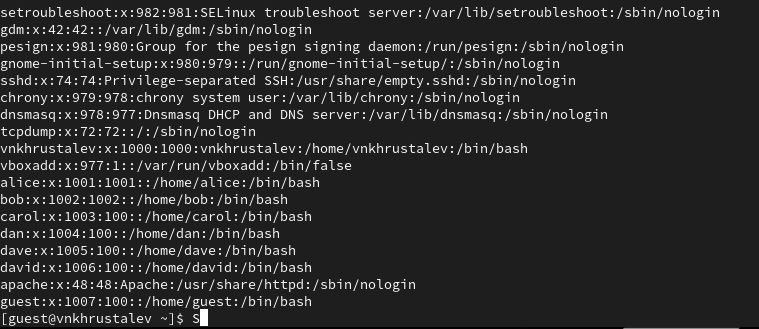 setroubleshoot:x:982:981:SELinux troubleshoot server:/var/lib/setroubleshoot:/sbin/nologin
gdm:x:42:42::/var/lib/gdm:/sbin/nologin
pesign:x:981:980:Group for the pesign signing daemon:/run/pesign:/sbin/nologin
gnome-initial-setup:x:980:979::/run/gnome-initial-setup/:/sbin/nologin
sshd:x:74:74:Privilege-separated SSH:/usr/share/empty.sshd:/sbin/nologin
chrony:x:979:978:chrony system user:/var/lib/chrony:/sbin/nologin
dnsmasq:x:978:977:Dnsmasq DHCP and DNS server:/var/lib/dnsmasq:/sbin/nologin
tcpdump:x:72:72::/:/sbin/nologin
vnkhrustalev:x:1000:1000:vnkhrustalev:/home/vnkhrustalev:/bin/bash
vboxadd:x:977:1::/var/run/vboxadd:/bin/false
alice:x:1001:1001::/home/alice:/bin/bash
bob:x:1002:1002::/home/bob:/bin/bash
carol:x:1003:100::/home/carol:/bin/bash
dan:x:1004:100::/home/dan:/bin/bash
dave:x:1005:100::/home/dave:/bin/bash
david:x:1006:100::/home/david:/bin/bash
apache:x:48:48:Apache:/usr/share/httpd:/sbin/nologin
guest:x:1007:100::/home/guest:/bin/bash
[guest@vnkhrustalev ~]$ S